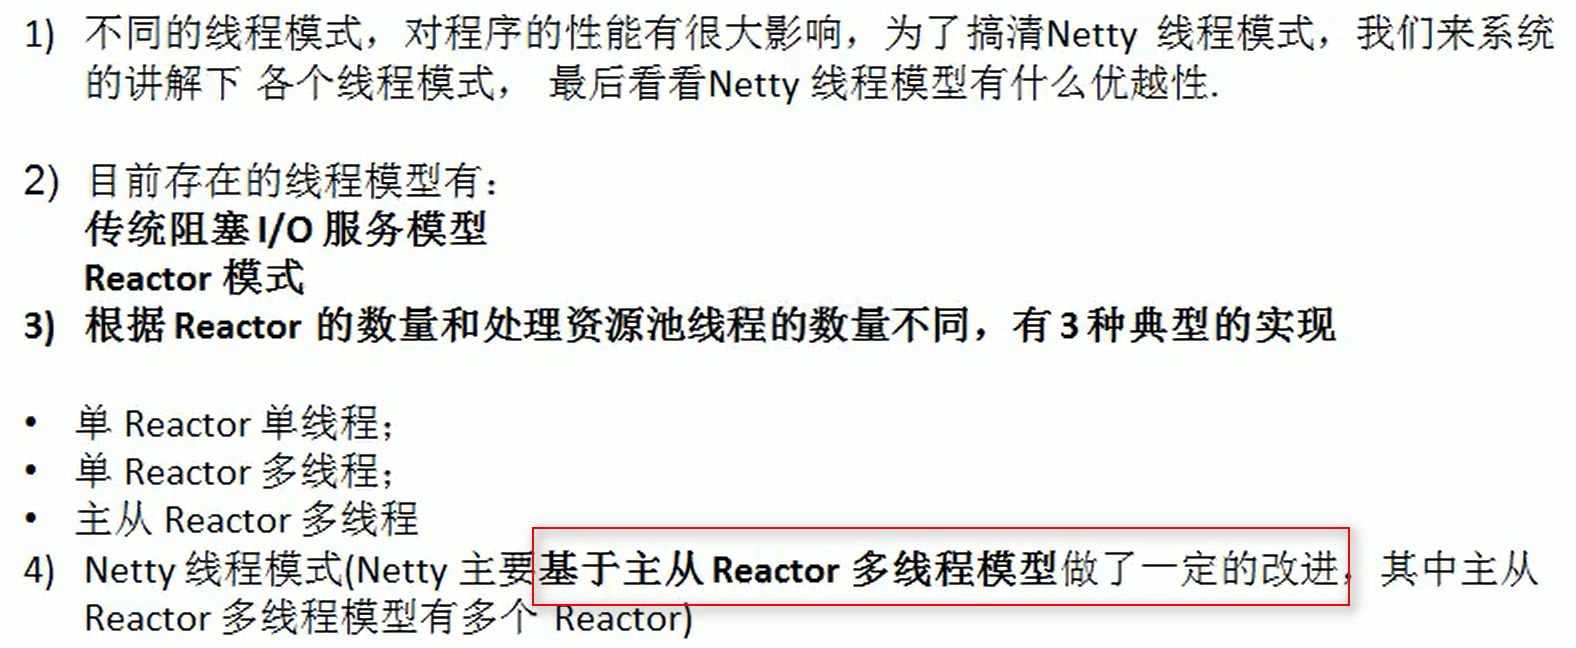 1) 不同的线程模式，对程序的性能有很大影响，为了搞清Netty 线程模式，我们来系统
的讲解下 各个线程模式， 最后看看Netty 线程模型有什么优越性.
2) 目前存在的线程模型有：
传统阻塞 I/O 服务模型
Reactor 模式
3) 根据 Reactor 的数量和处理资源池线程的数量不同，有 3 种典型的实现
• 单 Reactor 单线程；
• 单 Reactor 多线程；
• 主从 Reactor 多线程
4) Netty 线程模式(Netty 主要基于主从 Reactor 多线程模型做了一定的改进，其中主从
Reactor 多线程模型有多个 Reactor)